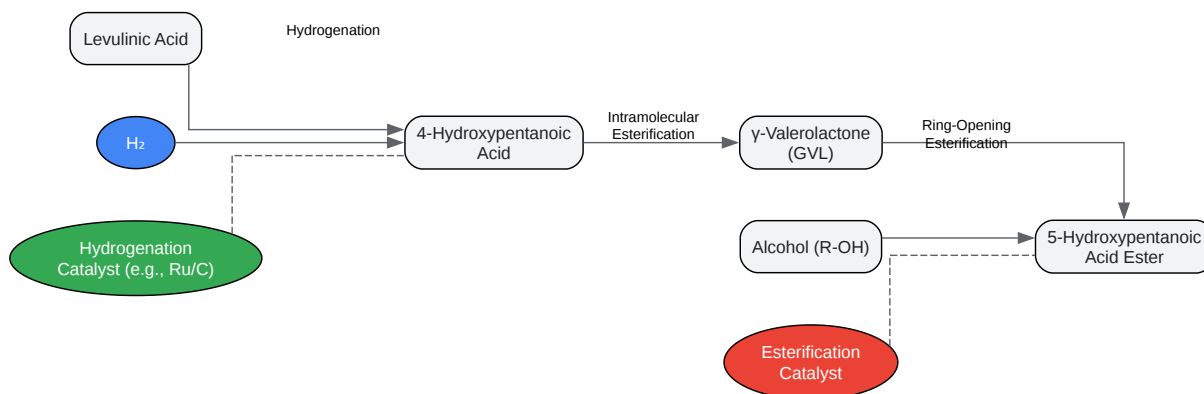 Levulinic Acid
Hydrogenation
H₂
4-Hydroxypentanoic
Acid
Intramolecular
Esterification
γ-Valerolactone
(GVL)
Ring-Opening
Esterification
Hydrogenation
Catalyst (e.g., Ru/C)
Alcohol (R-OH)
5-Hydroxypentanoic
Acid Ester
Esterification
Catalyst